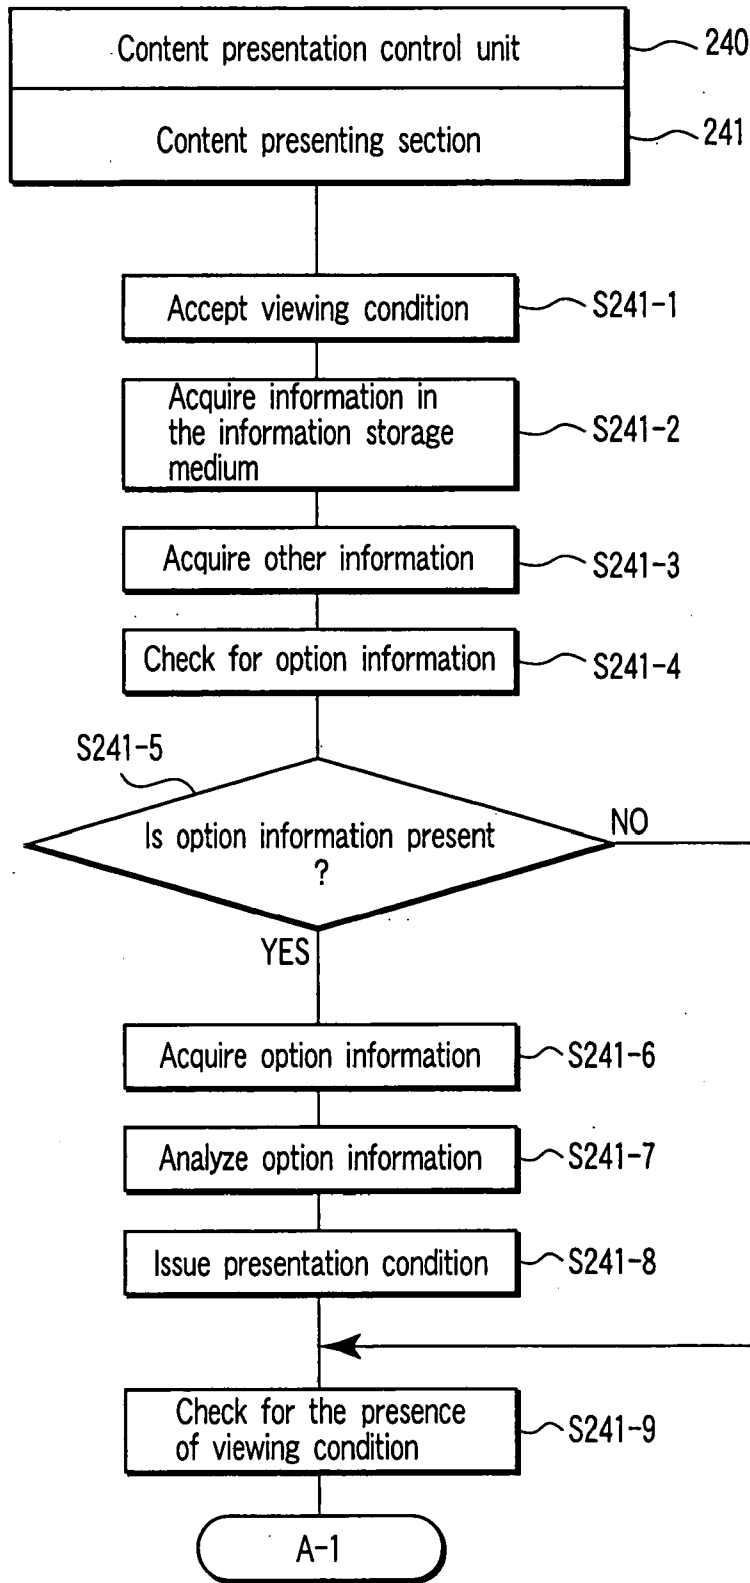 Content presentation control unit
240
Content presenting section
241
Accept viewing condition
S241-1
Acquire information in
the information storage
medium
S241-2
Acquire other information
S241-3
Check for option information
S241-4
S241-5
Is option information present
?
NO
YES
Acquire option information
S241-6
Analyze option information
S241-7
Issue presentation condition
S241-8
Check for the presence
of viewing condition
S241-9
A-1